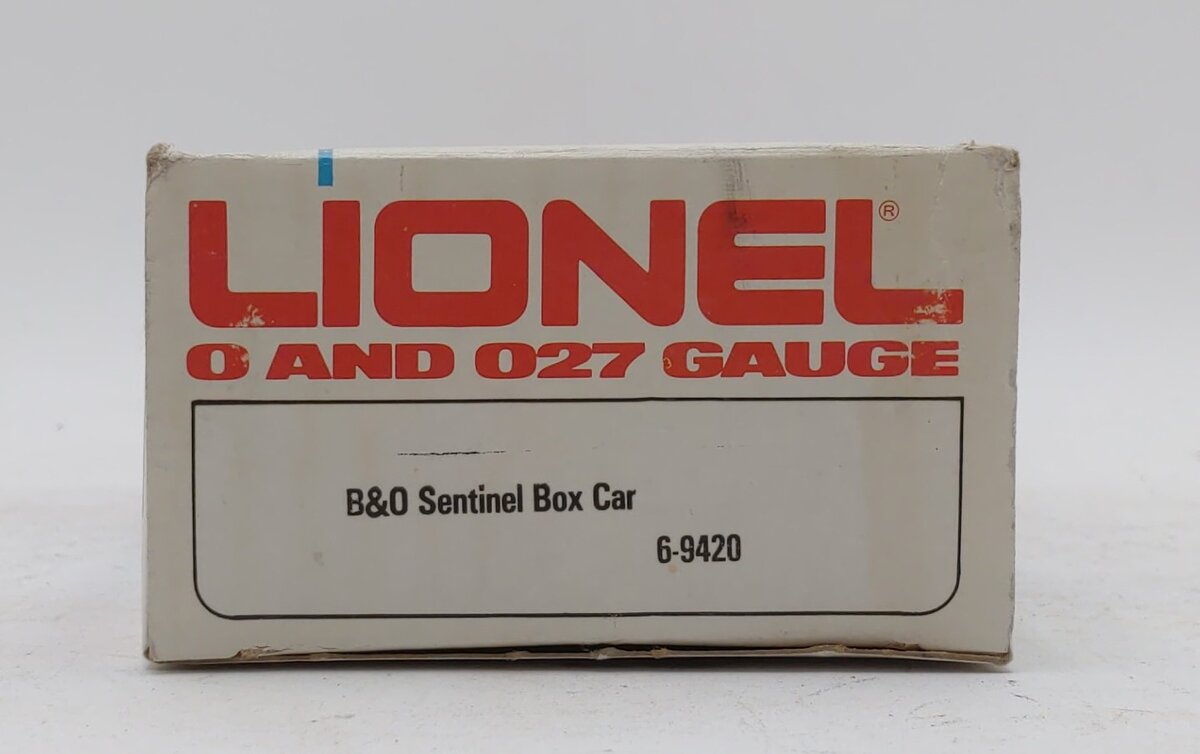 LIONEL®
O AND O27 GAUGE
B&O Sentinel Box Car
6-9420